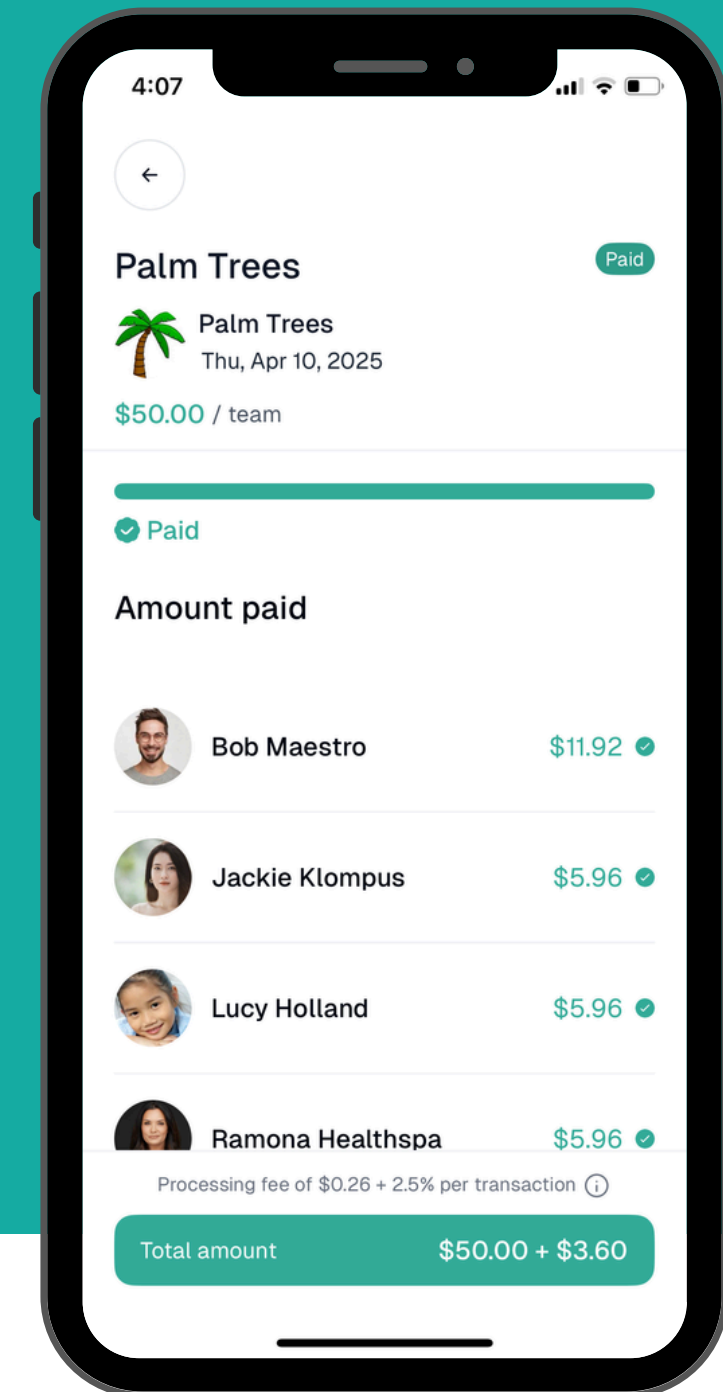 4:07
Palm Trees
Paid
Palm Trees
Thu, Apr 10, 2025
$50.00 / team
Paid
Amount paid
Bob Maestro $11.92
Jackie Klompus $5.96
Lucy Holland $5.96
Ramona Healthspa $5.96
Processing fee of $0.26 + 2.5% per transaction
Total amount $50.00 + $3.60